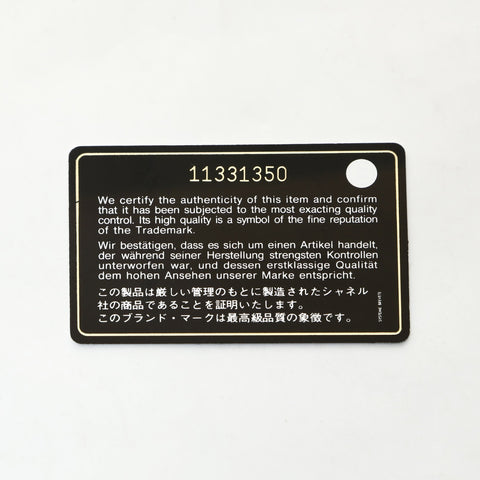 11331350
We certify the authenticity of this item and confirm
that it has been subjected to the most exacting quality
control. Its high quality is a symbol of the fine reputation
of the Trademark.
Wir bestätigen, dass es sich um einen Artikel handelt,
der während seiner Herstellung strengsten Kontrollen
unterworfen war, und dessen erstklassige Qualität
dem hohen Ansehen unserer Marke entspricht.
この製品は厳しい管理のもとに製造されたシャネル
社の商品であることを証明いたします。
このブランド・マークは最高級品質の象徴です。